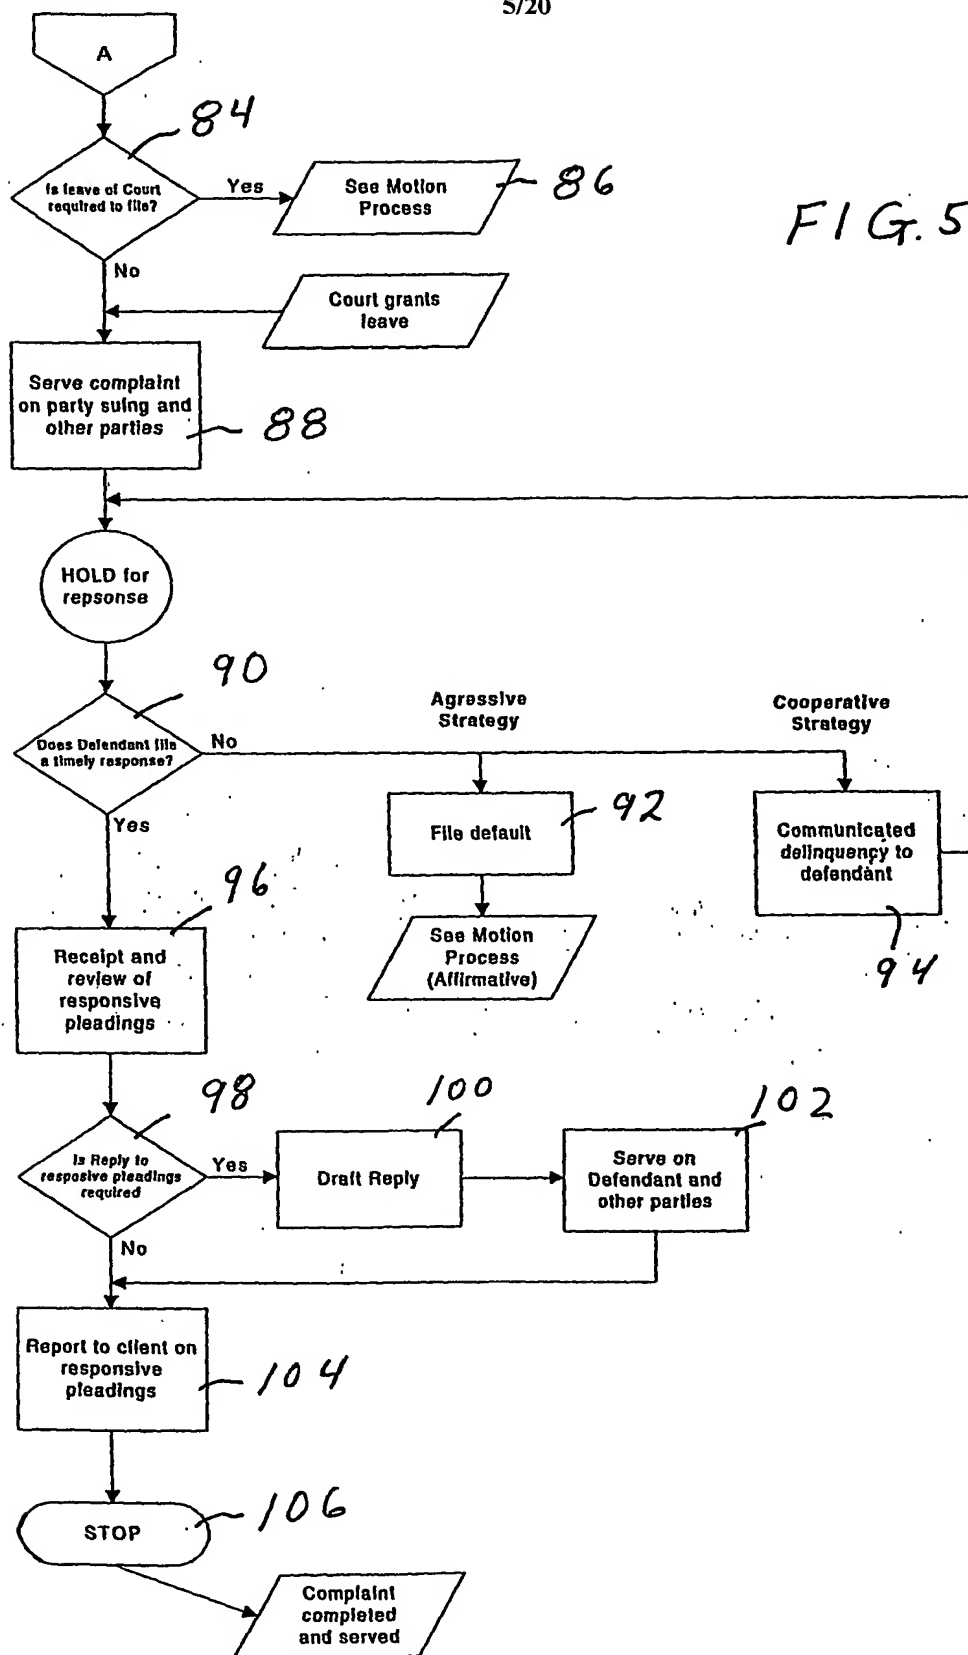 5/20
A
84
Is leave of Court
required to file?
Yes
See Motion
Process
86
FIG. 5
No
Court grants
leave
Serve complaint
on party suing and
other parties
88
HOLD for
repsonse
90
Does Defendant file
a timely response?
No
Agressive
Strategy
Cooperative
Strategy
Yes
File default
92
Communicated
delinquency to
defendant
94
96
See Motion
Process
(Affirmative)
Receipt and
review of
responsive
pleadings
98
Is Reply to
resposive pleadings
required
Yes
100
Draft Reply
102
Serve on
Defendant and
other parties
No
Report to client on
responsive
pleadings
104
STOP
106
Complaint
completed
and served